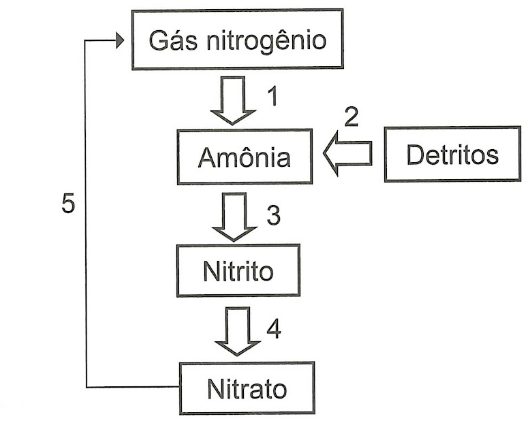 Gás nitrogênio
1
2
Amônia
Detritos
5
3
Nitrito
4
Nitrato